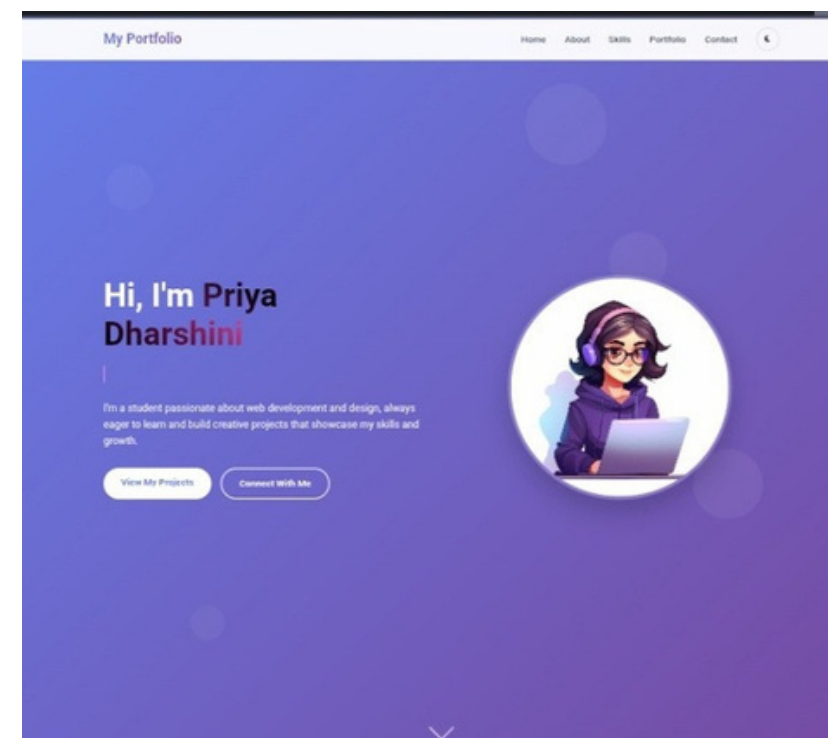 My Portfolio
Home About Skills Portfolio Contact
Hi, I'm Priya
Dharshini
I'm a student passionate about web development and design, always
eager to learn and build creative projects that showcase my skills and
growth.
View My Projects Connect With Me